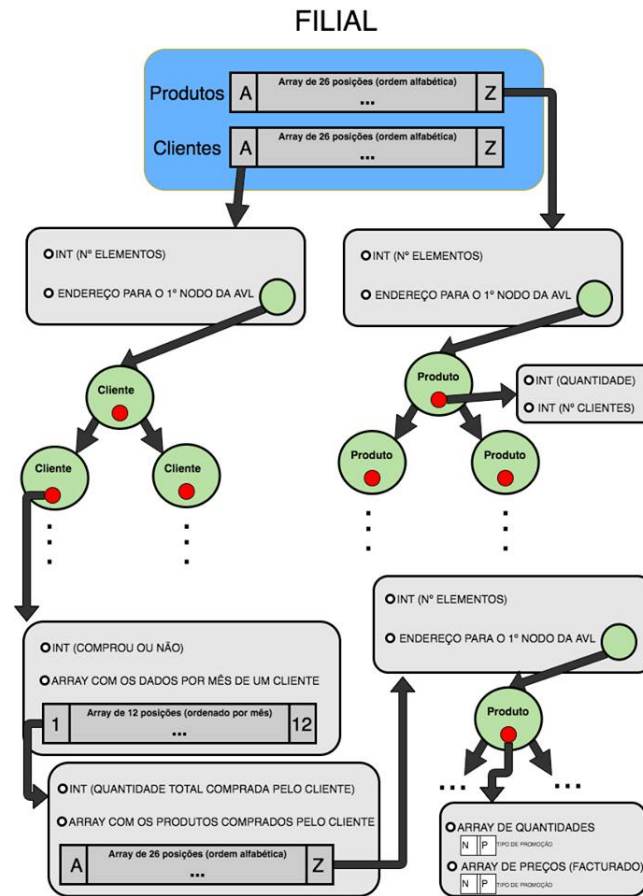 FILIAL
Produtos
A
Array de 26 posições (ordem alfabética)
...
Z
Clientes
A
Array de 26 posições (ordem alfabética)
...
Z
INT (Nº ELEMENTOS)
ENDEREÇO PARA O 1º NODO DA AVL
INT (Nº ELEMENTOS)
ENDEREÇO PARA O 1º NODO DA AVL
Cliente
Cliente
Cliente
Produto
INT (QUANTIDADE)
INT (Nº CLIENTES)
Produto
Produto
INT (COMPROU OU NÃO)
ARRAY COM OS DADOS POR MÊS DE UM CLIENTE
1
Array de 12 posições (ordenado por mês)
...
12
INT (QUANTIDADE TOTAL COMPRADA PELO CLIENTE)
ARRAY COM OS PRODUTOS COMPRADOS PELO CLIENTE
A
Array de 26 posições (ordem alfabética)
...
Z
INT (Nº ELEMENTOS)
ENDEREÇO PARA O 1º NODO DA AVL
Produto
...
...
ARRAY DE QUANTIDADES
N P TIPO DE PROMOÇÃO
ARRAY DE PREÇOS (FACTURADO)
N P TIPO DE PROMOÇÃO